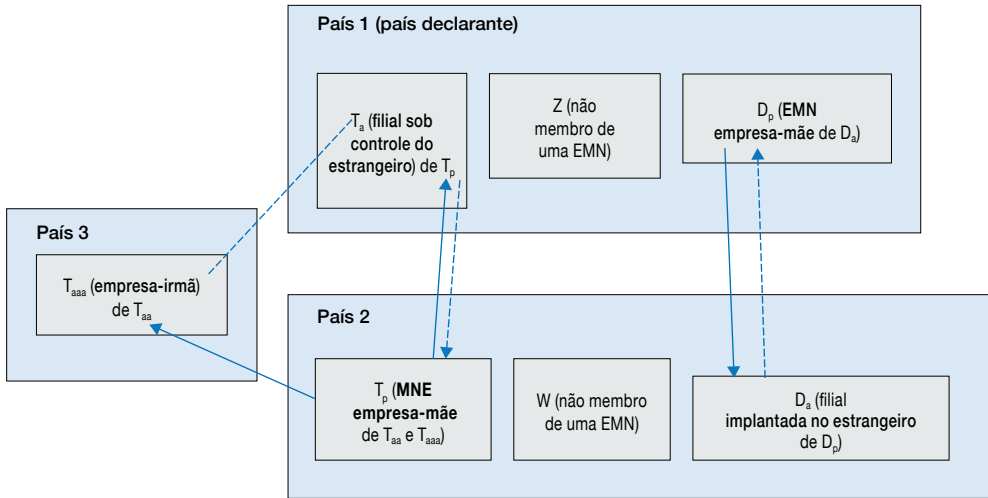 País 1 (país declarante)
Tₐ (filial sob
controle do
estrangeiro) de Tₚ
Z (não
membro de
uma EMN)
Dₚ (EMN
empresa-mãe de Dₐ)
País 3
Tₐₐₐ (empresa-irmã)
de Tₐₐ
País 2
Tₚ (MNE
empresa-mãe
de Tₐₐ e Tₐₐₐ)
W (não membro
de uma EMN)
Dₐ (filial
implantada no estrangeiro
de Dₚ)